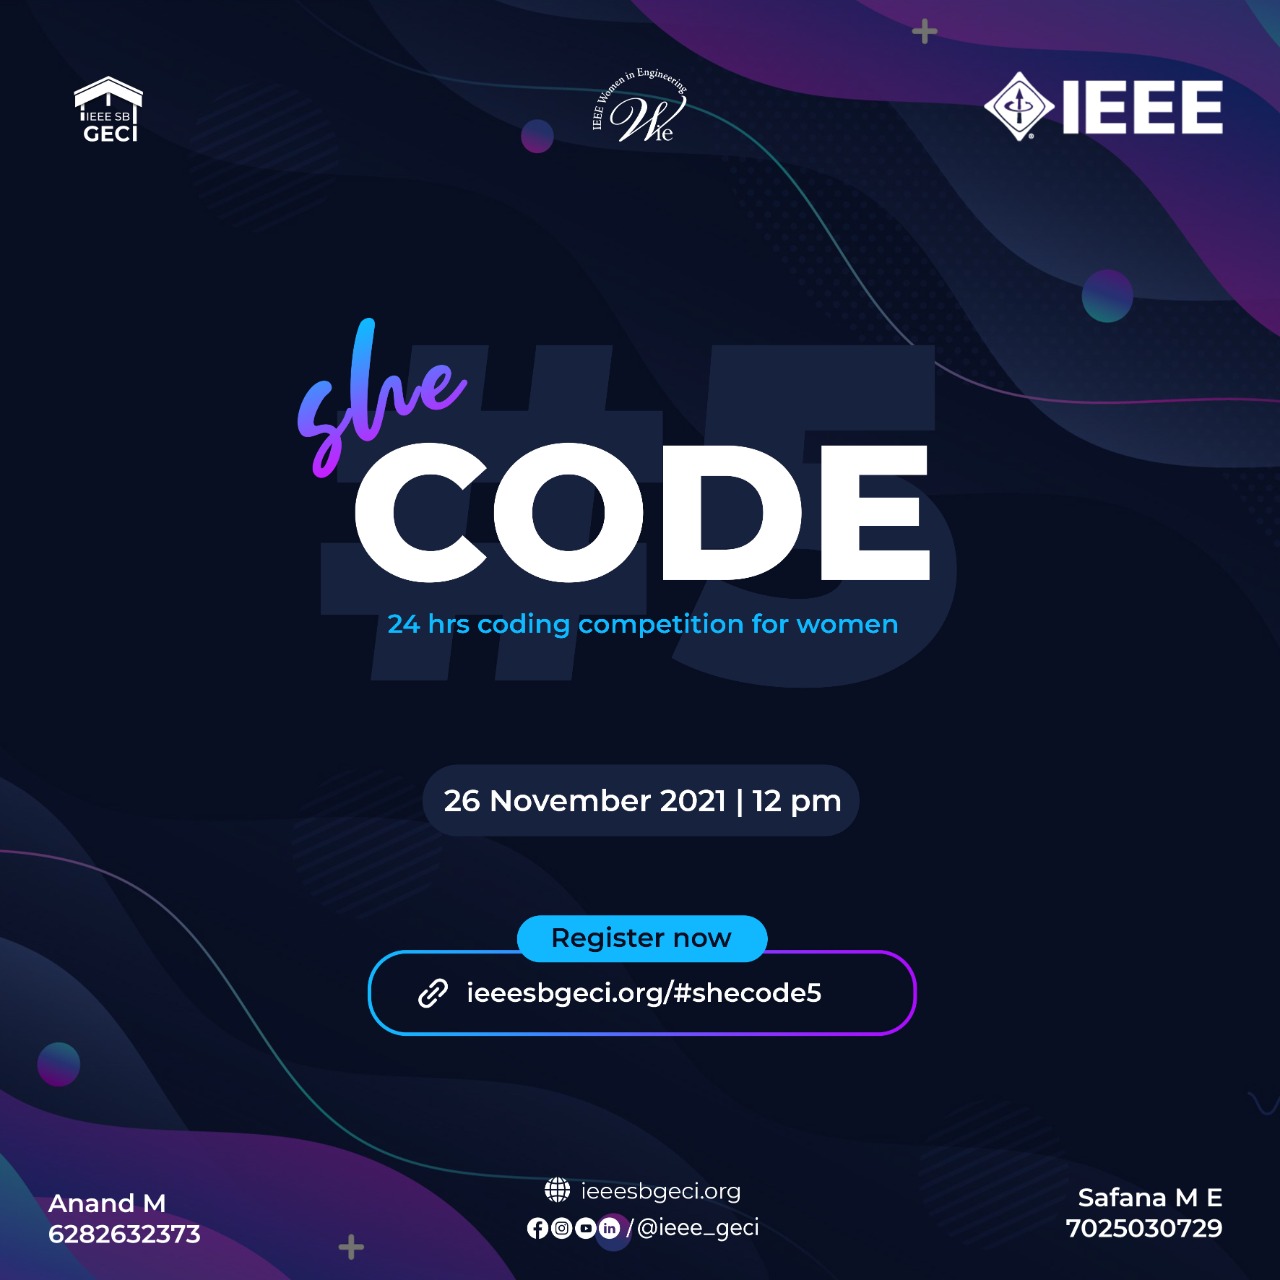 IEEE SB
GECI
IEEE Women in Engineering
Wie
IEEE
#5
she
CODE
24 hrs coding competition for women
26 November 2021 | 12 pm
Register now
ieeesbgeci.org/#shecode5
Anand M
6282632373
ieeesbgeci.org
/@ieee_geci
Safana M E
7025030729